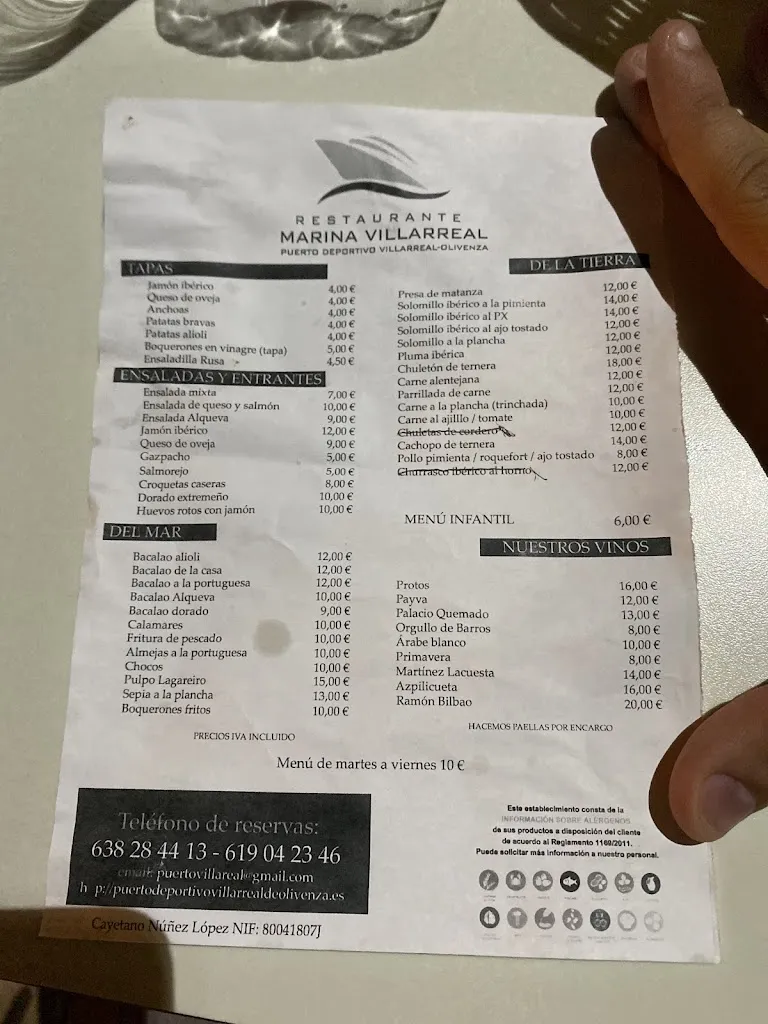 RESTAURANTE
MARINA VILLARREAL
PUERTO DEPORTIVO VILLARREAL-OLIVENZA
TAPAS
Jamón ibérico 4,00 €
Queso de oveja 4,00 €
Anchoas 4,00 €
Patatas bravas 4,00 €
Patatas alioli 4,00 €
Boquerones en vinagre (tapa) 5,00 €
Ensaladilla Rusa 4,50 €
ENSALADAS Y ENTRANTES
Ensalada mixta 7,00 €
Ensalada de queso y salmón 10,00 €
Ensalada Alqueva 9,00 €
Jamón ibérico 12,00 €
Queso de oveja 9,00 €
Gazpacho 5,00 €
Salmorejo 5,00 €
Croquetas caseras 8,00 €
Dorado extremeño 10,00 €
Huevos rotos con jamón 10,00 €
DEL MAR
Bacalao alioli 12,00 €
Bacalao de la casa 12,00 €
Bacalao a la portuguesa 12,00 €
Bacalao Alqueva 10,00 €
Bacalao dorado 9,00 €
Calamares 10,00 €
Fritura de pescado 10,00 €
Almejas a la portuguesa 10,00 €
Chocos 10,00 €
Pulpo Lagareiro 15,00 €
Sepia a la plancha 13,00 €
Boquerones fritos 10,00 €
PRECIOS IVA INCLUIDO
DE LA TIERRA
Presa de matanza 12,00 €
Solomillo ibérico a la pimienta 14,00 €
Solomillo ibérico al PX 14,00 €
Solomillo ibérico al ajo tostado 12,00 €
Solomillo a la plancha 12,00 €
Pluma ibérica 12,00 €
Chuletón de ternera 18,00 €
Carne alentejana 12,00 €
Parrillada de carne 12,00 €
Carne a la plancha (trinchada) 10,00 €
Carne al ajilllo / tomate 10,00 €
Chuletas de cordero 12,00 €
Cachopo de ternera 14,00 €
Pollo pimienta / roquefort / ajo tostado 8,00 €
Churrasco ibérico al horno 12,00 €
MENÚ INFANTIL 6,00 €
NUESTROS VINOS
Protos 16,00 €
Payva 12,00 €
Palacio Quemado 13,00 €
Orgullo de Barros 8,00 €
Árabe blanco 10,00 €
Primavera 8,00 €
Martínez Lacuesta 14,00 €
Azpilicueta 16,00 €
Ramón Bilbao 20,00 €
HACEMOS PAELLAS POR ENCARGO
Menú de martes a viernes 10 €
Teléfono de reservas:
638 28 44 13 - 619 04 23 46
email: puertovillareal@gmail.com
h p://puertodeportivovillarrealdeolivenza.es
Cayetano Núñez López NIF: 80041807J
Este establecimiento consta de la
INFORMACIÓN SOBRE ALÉRGENOS
de sus productos a disposición del cliente
de acuerdo al Reglamento 1169/2011.
Puede solicitar más información a nuestro personal.